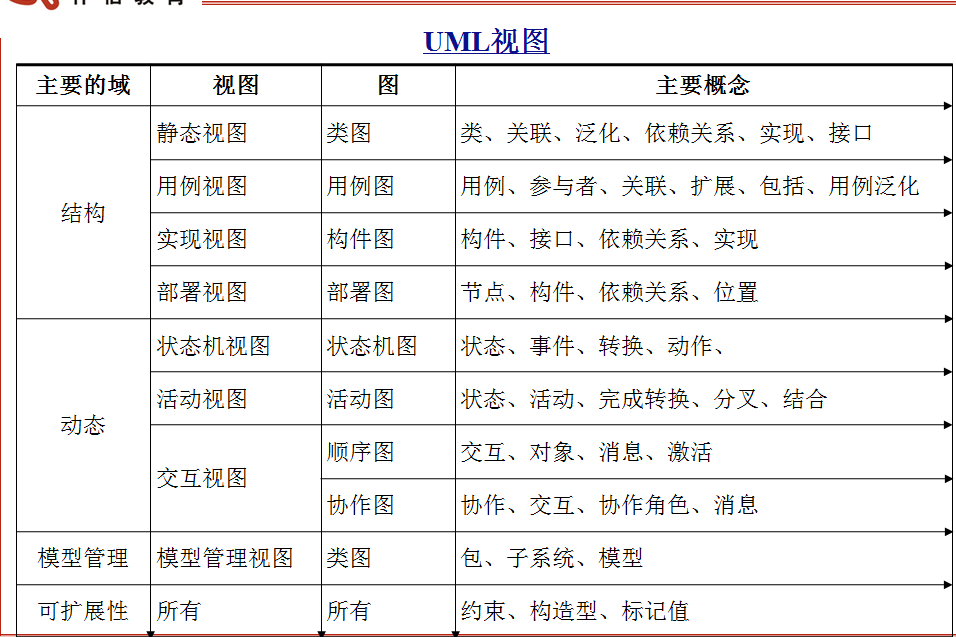 教育
UML视图
主要的域 视图 图 主要概念
结构 静态视图 类图 类、关联、泛化、依赖关系、实现、接口
用例视图 用例图 用例、参与者、关联、扩展、包括、用例泛化
实现视图 构件图 构件、接口、依赖关系、实现
部署视图 部署图 节点、构件、依赖关系、位置
动态 状态机视图 状态机图 状态、事件、转换、动作、
活动视图 活动图 状态、活动、完成转换、分叉、结合
交互视图 顺序图 交互、对象、消息、激活
协作图 协作、交互、协作角色、消息
模型管理 模型管理视图 类图 包、子系统、模型
可扩展性 所有 所有 约束、构造型、标记值